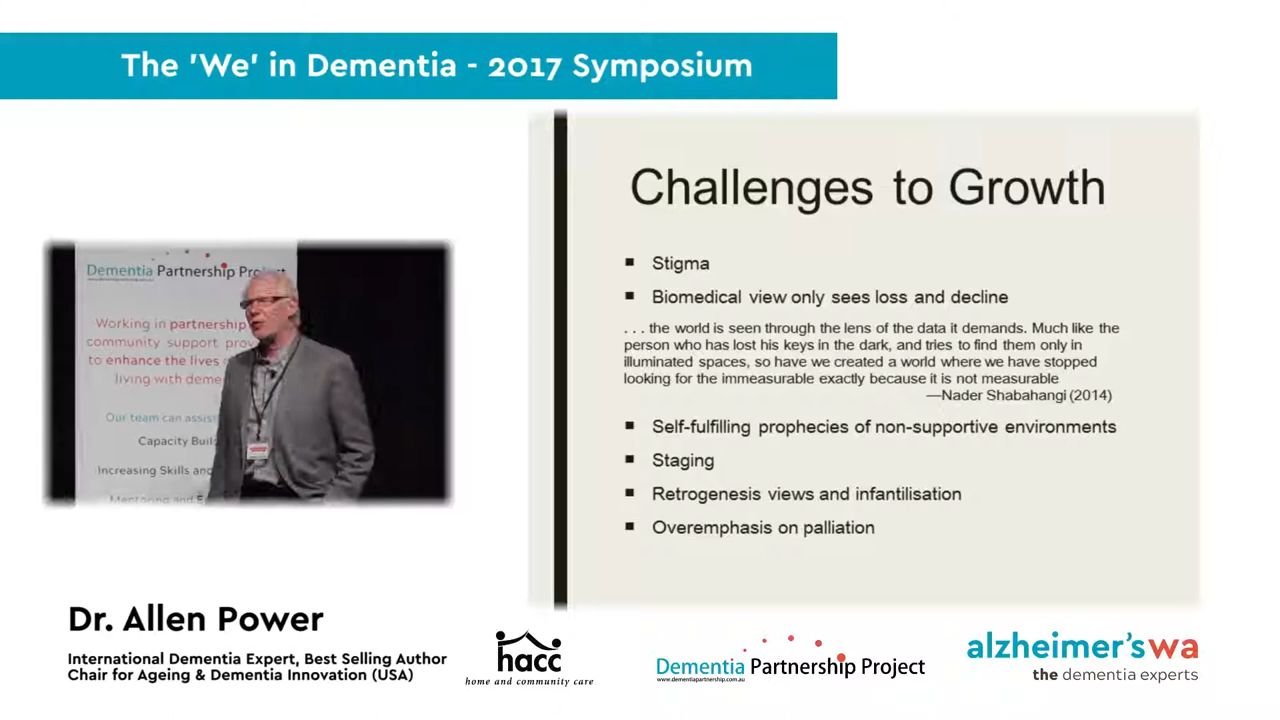 The 'We' in Dementia - 2017 Symposium
Challenges to Growth
Stigma
Biomedical view only sees loss and decline
. . . the world is seen through the lens of the data it demands. Much like the
person who has lost his keys in the dark, and tries to find them only in
illuminated spaces, so have we created a world where we have stopped
looking for the immeasurable exactly because it is not measurable
—Nader Shabahangi (2014)
Self-fulfilling prophecies of non-supportive environments
Staging
Retrogenesis views and infantilisation
Overemphasis on palliation
Dementia Partnership
Working in partnership
community support
to enhance the lives
living with
Our team can
Capacity
Increasing Skills and
Mentoring and
Dr. Allen Power
International Dementia Expert, Best Selling Author
Chair for Ageing & Dementia Innovation (USA)
hacc
home and community care
Dementia Partnership Project
www.dementiapartnership.com.au
alzheimer's wa
the dementia experts